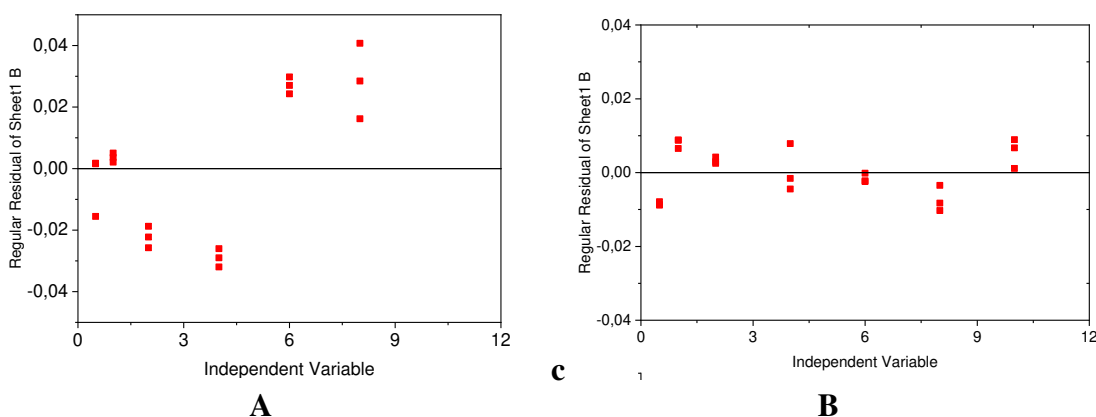 0,04
0,02
0,00
-0,02
-0,04
0 3 6 9 12
Regular Residual of Sheet1 B
Independent Variable
A
c
0,04
0,02
0,00
-0,02
-0,04
0 3 6 9 12
Regular Residual of Sheet1 B
Independent Variable
B